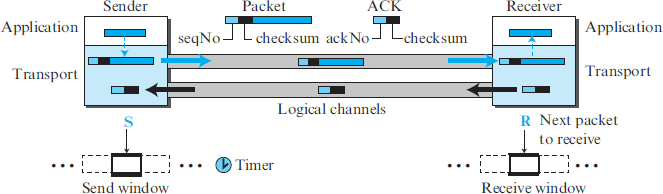 Sender Packet ACK Receiver
Application seqNo checksum ackNo checksum Application
Transport Transport
Logical channels
S R Next packet
to receive
Timer
Send window Receive window